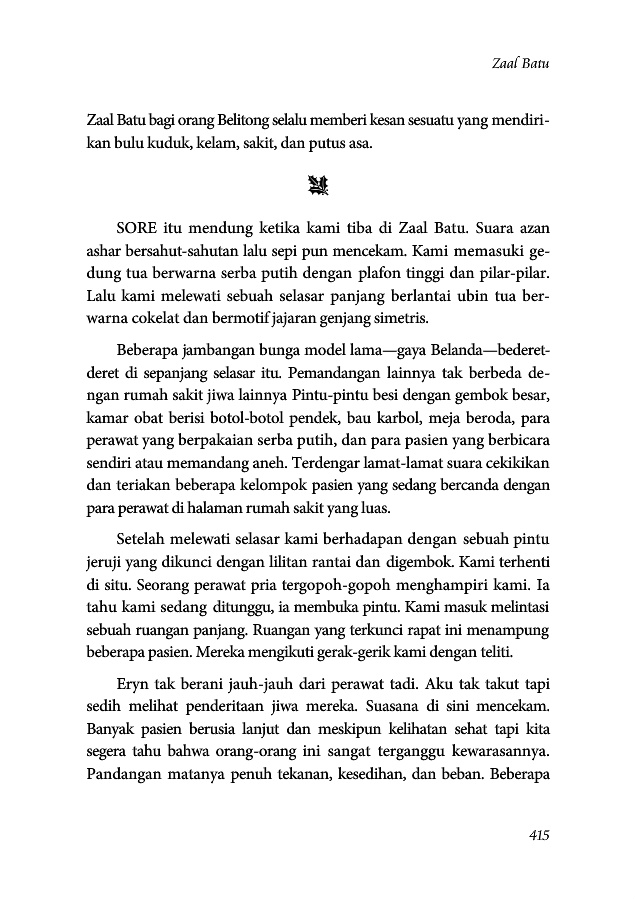 Zaal Batu
Zaal Batu bagi orang Belitong selalu memberi kesan sesuatu yang mendiri-
kan bulu kuduk, kelam, sakit, dan putus asa.
SORE itu mendung ketika kami tiba di Zaal Batu. Suara azan
ashar bersahut-sahutan lalu sepi pun mencekam. Kami memasuki ge-
dung tua berwarna serba putih dengan plafon tinggi dan pilar-pilar.
Lalu kami melewati sebuah selasar panjang berlantai ubin tua ber-
warna cokelat dan bermotif jajaran genjang simetris.
Beberapa jambangan bunga model lama—gaya Belanda—bederet-
deret di sepanjang selasar itu. Pemandangan lainnya tak berbeda de-
ngan rumah sakit jiwa lainnya Pintu-pintu besi dengan gembok besar,
kamar obat berisi botol-botol pendek, bau karbol, meja beroda, para
perawat yang berpakaian serba putih, dan para pasien yang berbicara
sendiri atau memandang aneh. Terdengar lamat-lamat suara cekikikan
dan teriakan beberapa kelompok pasien yang sedang bercanda dengan
para perawat di halaman rumah sakit yang luas.
Setelah melewati selasar kami berhadapan dengan sebuah pintu
jeruji yang dikunci dengan lilitan rantai dan digembok. Kami terhenti
di situ. Seorang perawat pria tergopoh-gopoh menghampiri kami. Ia
tahu kami sedang ditunggu, ia membuka pintu. Kami masuk melintasi
sebuah ruangan panjang. Ruangan yang terkunci rapat ini menampung
beberapa pasien. Mereka mengikuti gerak-gerik kami dengan teliti.
Eryn tak berani jauh-jauh dari perawat tadi. Aku tak takut tapi
sedih melihat penderitaan jiwa mereka. Suasana di sini mencekam.
Banyak pasien berusia lanjut dan meskipun kelihatan sehat tapi kita
segera tahu bahwa orang-orang ini sangat terganggu kewarasannya.
Pandangan matanya penuh tekanan, kesedihan, dan beban. Beberapa
415